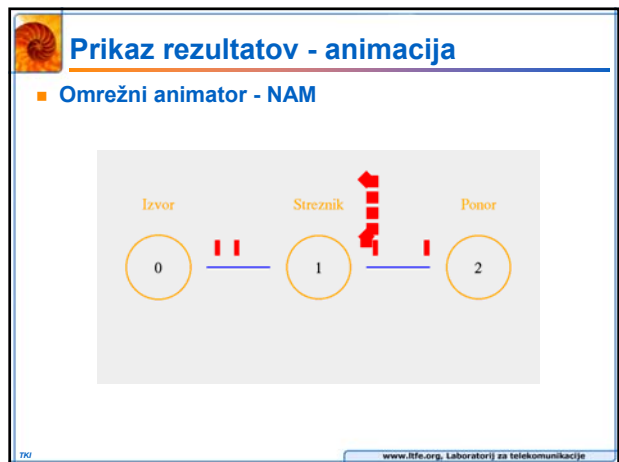 Prikaz rezultatov - animacija
Omrežni animator - NAM
Izvor Streznik Ponor
0 1 2
TKI www.ltfe.org, Laboratorij za telekomunikacije